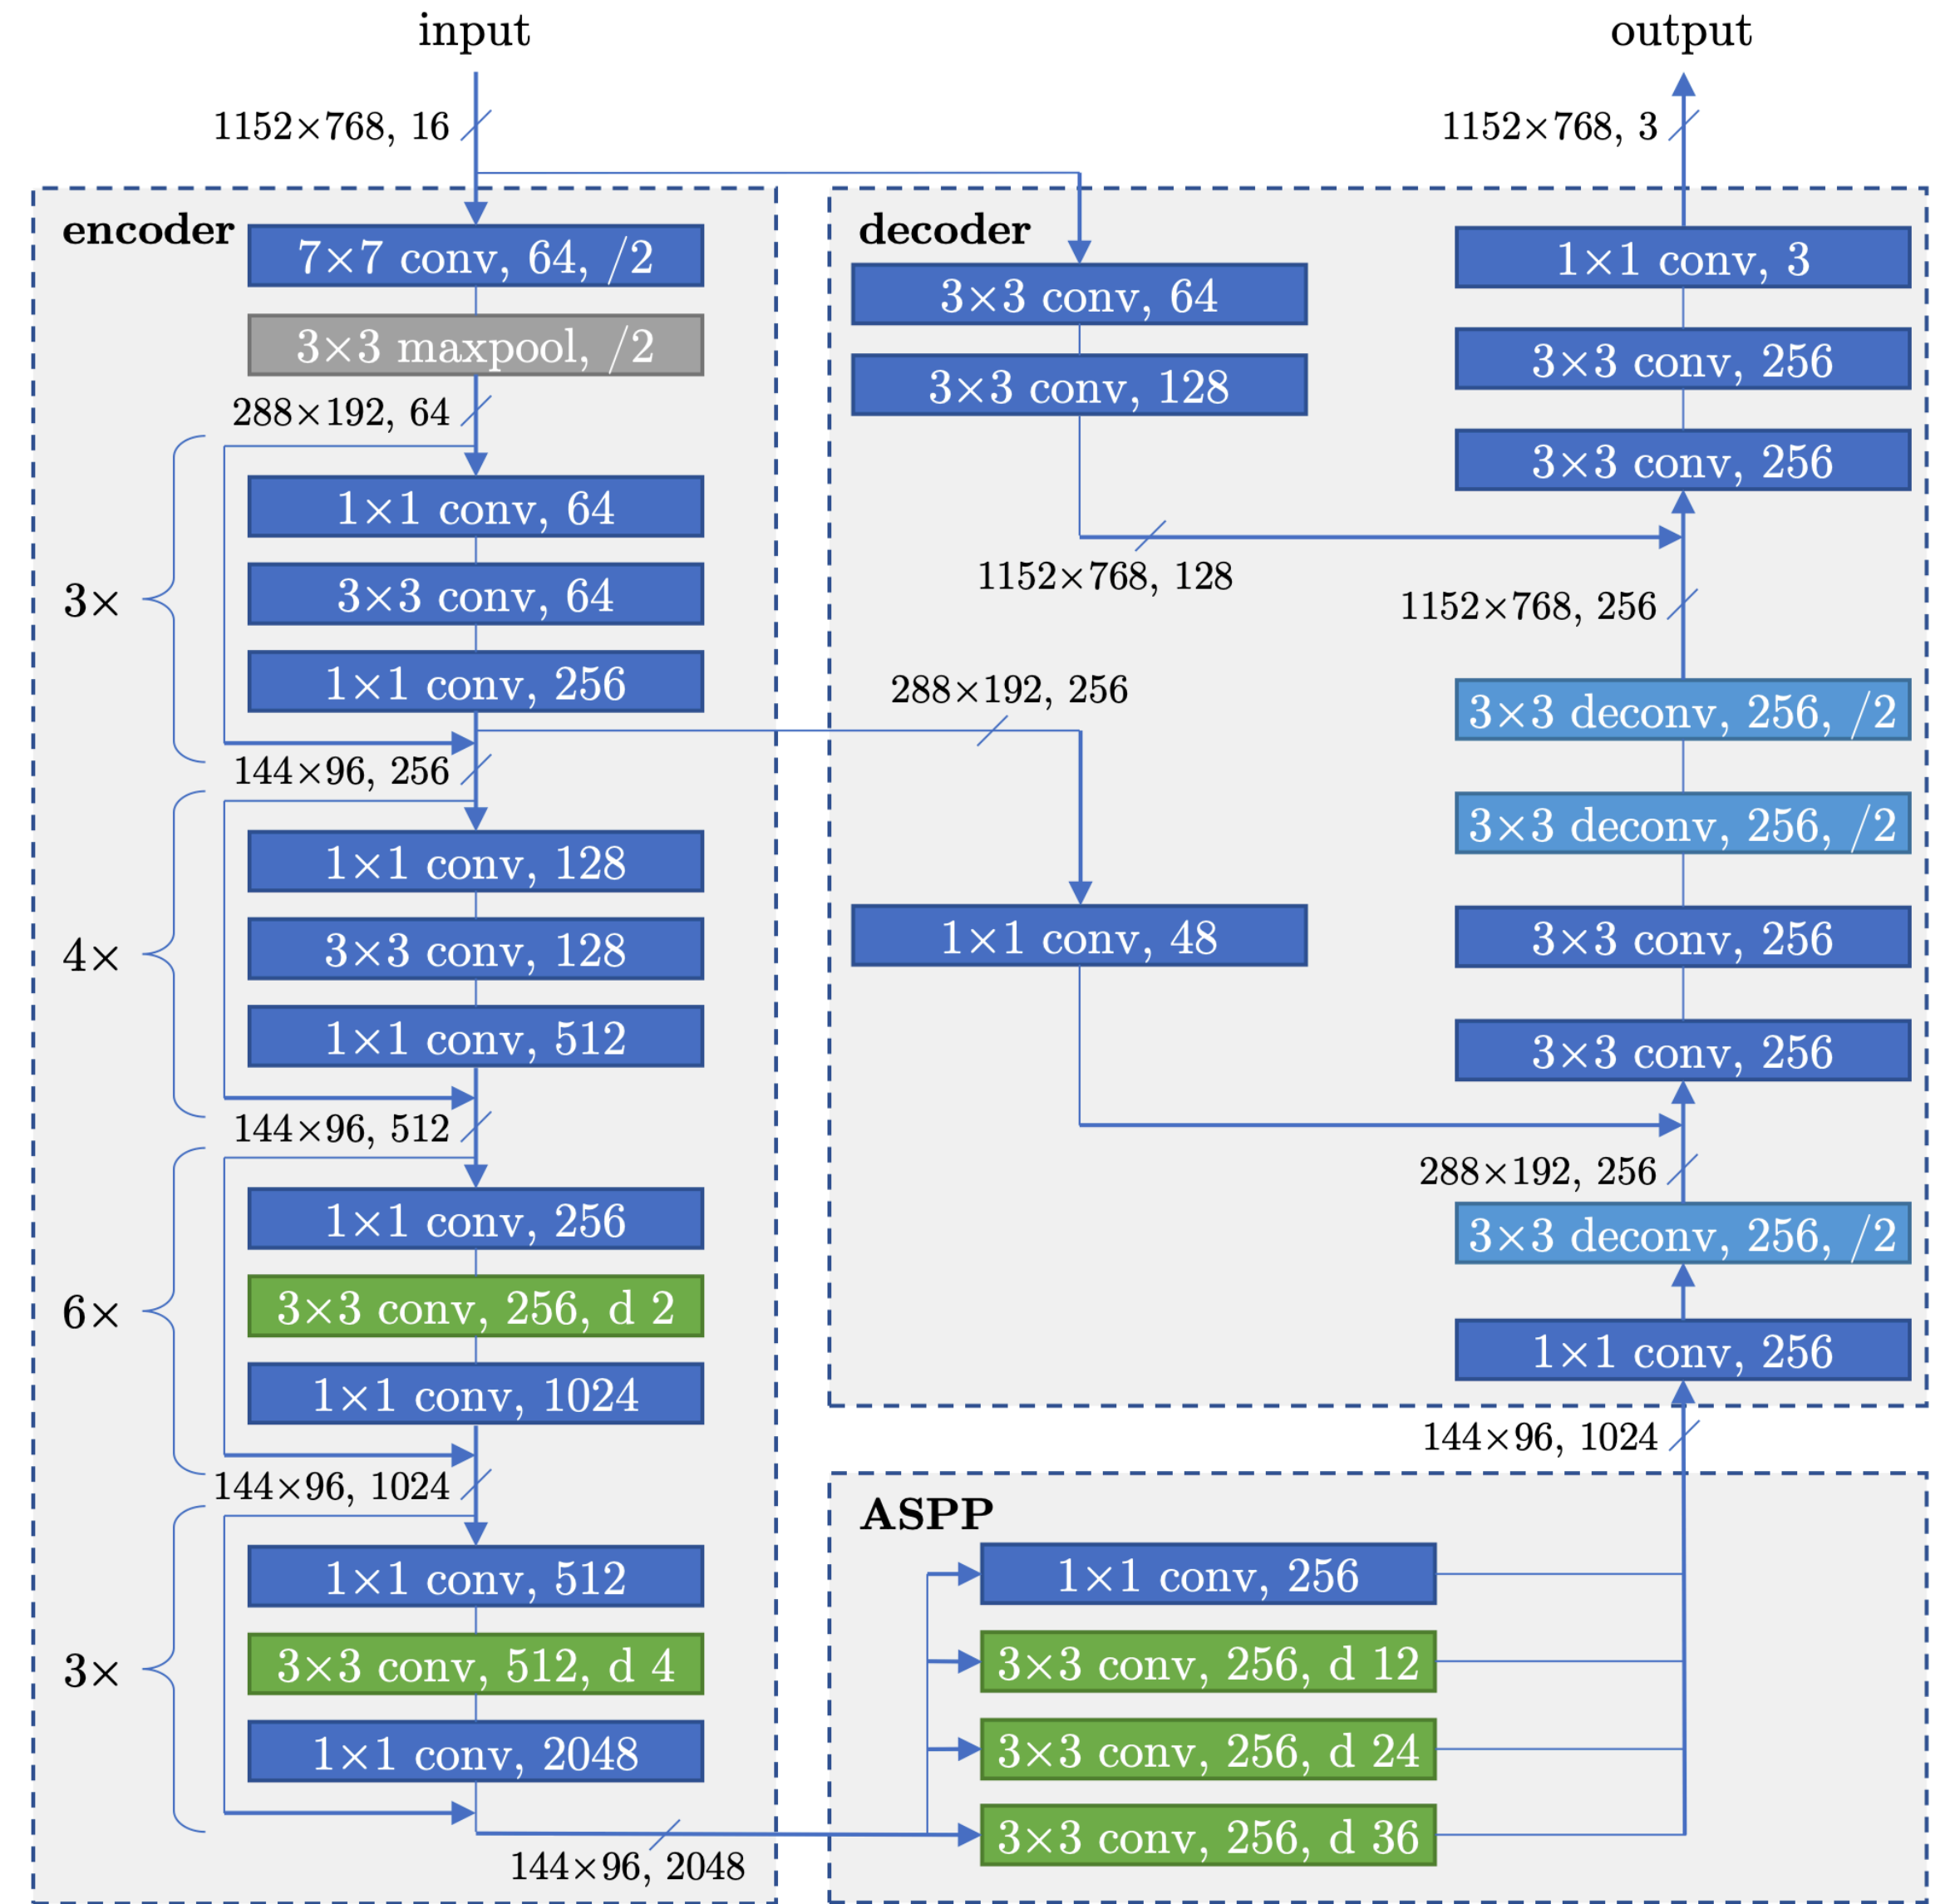 input
1152×768, 16
encoder
7×7 conv, 64, /2
3×3 maxpool, /2
288×192, 64
3×
1×1 conv, 64
3×3 conv, 64
1×1 conv, 256
144×96, 256
4×
1×1 conv, 128
3×3 conv, 128
1×1 conv, 512
144×96, 512
6×
1×1 conv, 256
3×3 conv, 256, d 2
1×1 conv, 1024
144×96, 1024
3×
1×1 conv, 512
3×3 conv, 512, d 4
1×1 conv, 2048
144×96, 2048
output
1152×768, 3
decoder
3×3 conv, 64
3×3 conv, 128
1152×768, 128
288×192, 256
1×1 conv, 48
1×1 conv, 3
3×3 conv, 256
3×3 conv, 256
1152×768, 256
3×3 deconv, 256, /2
3×3 deconv, 256, /2
3×3 conv, 256
3×3 conv, 256
288×192, 256
3×3 deconv, 256, /2
1×1 conv, 256
144×96, 1024
ASPP
1×1 conv, 256
3×3 conv, 256, d 12
3×3 conv, 256, d 24
3×3 conv, 256, d 36